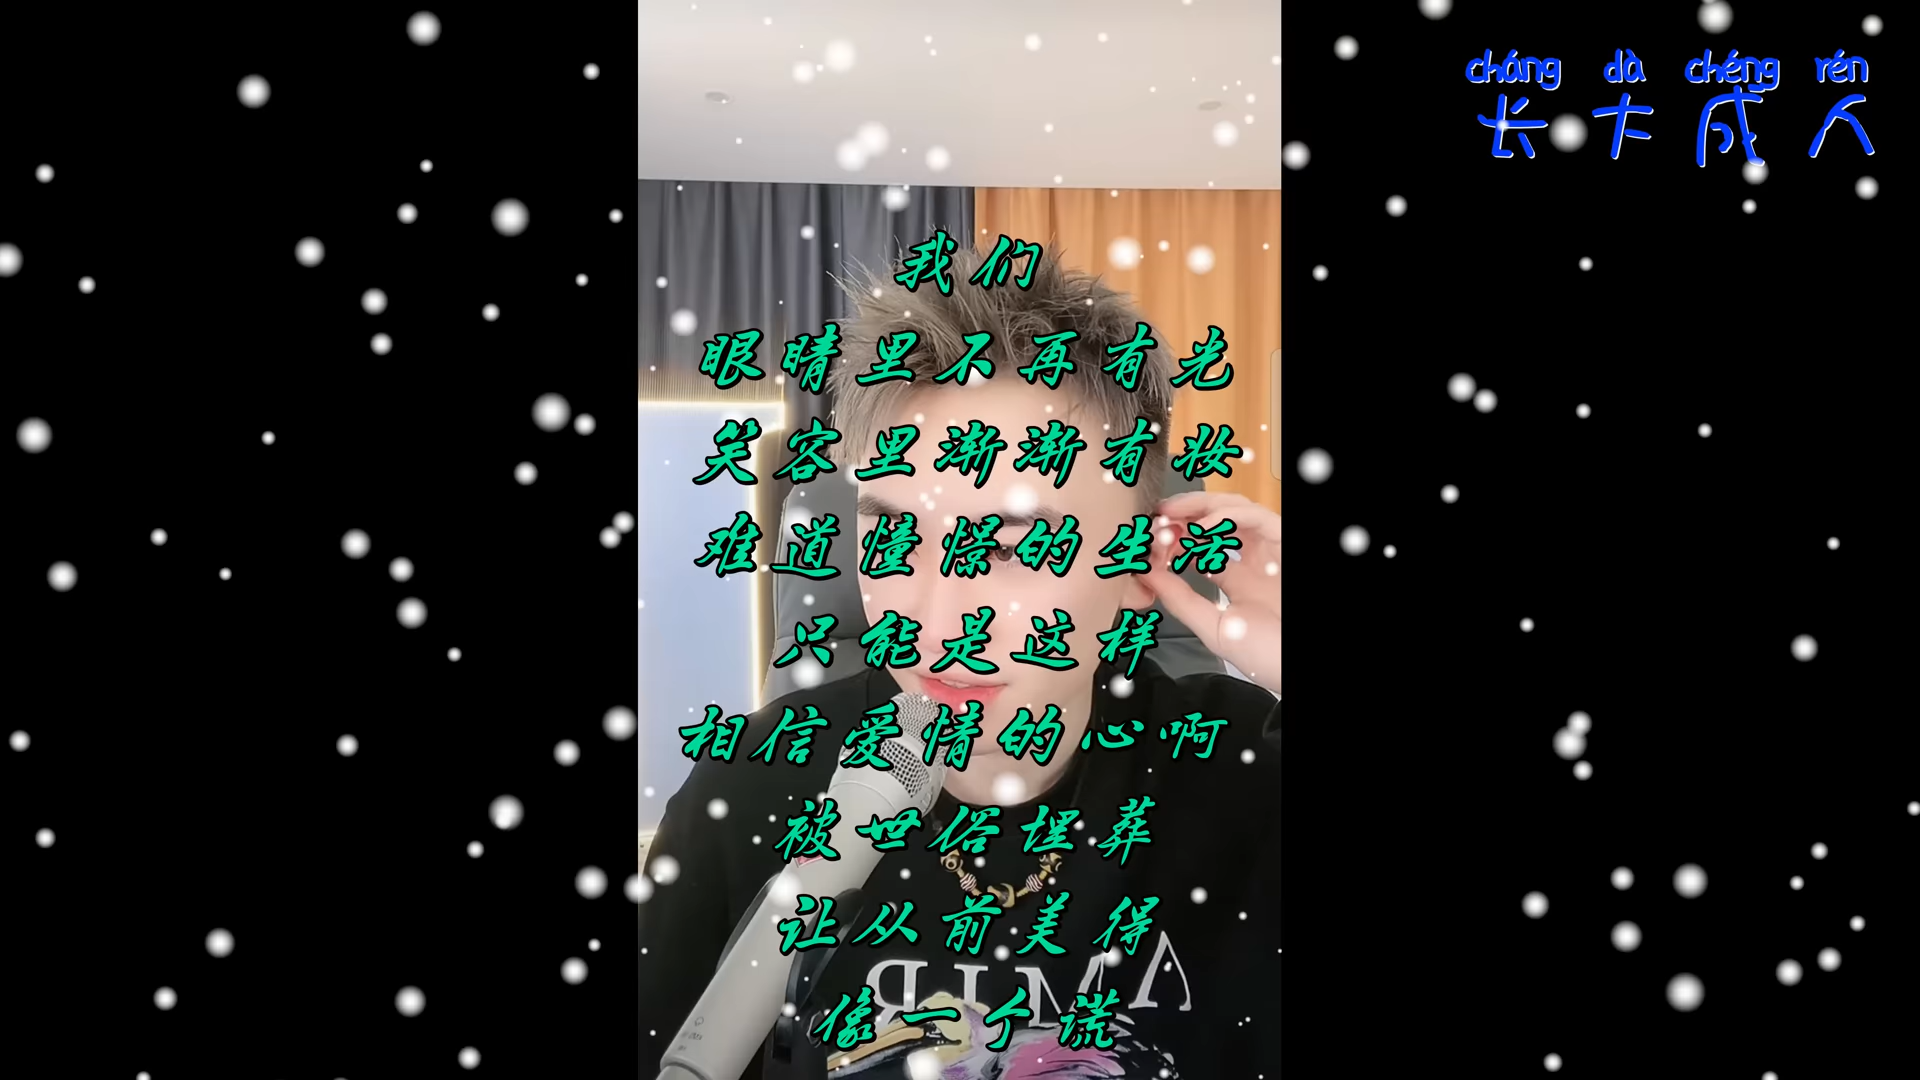 cháng dà chéng rén
长大成人
我们
眼睛里不再有光
笑容里渐渐有妆
难道憧憬的生活
只能是这样
相信爱情的心啊
被世俗埋葬
让从前美得
像一个谎
AMIR